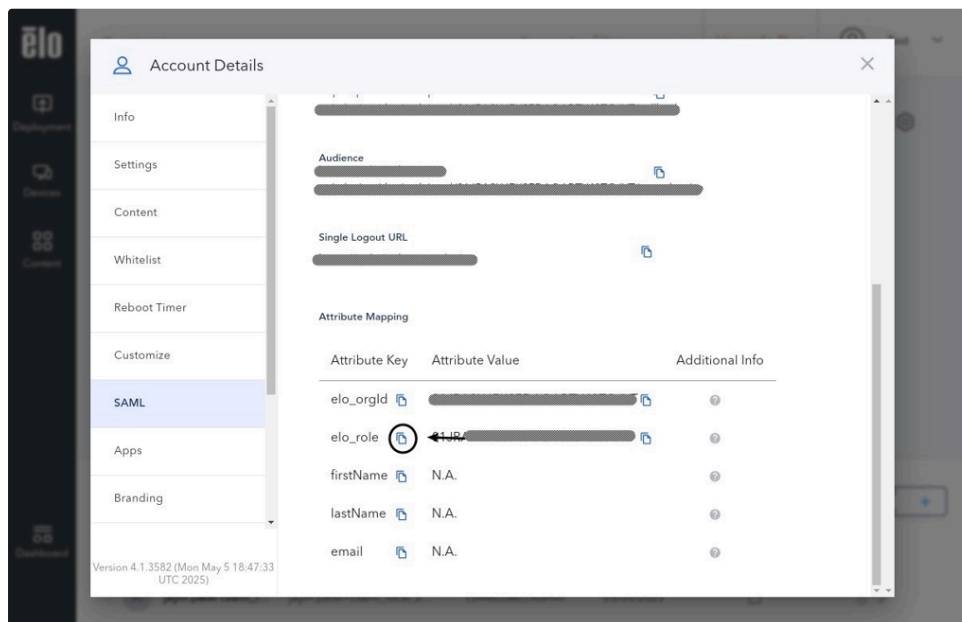 ēlo
Account Details
Deployment
Devices
Content
Dashboard
Info
Settings
Content
Whitelist
Reboot Timer
Customize
SAML
Apps
Branding
Version 4.1.3582 (Mon May 5 18:47:33
UTC 2025)
Audience
Single Logout URL
Attribute Mapping
Attribute Key Attribute Value Additional Info
elo_orgId
elo_role
firstName N.A.
lastName N.A.
email N.A.